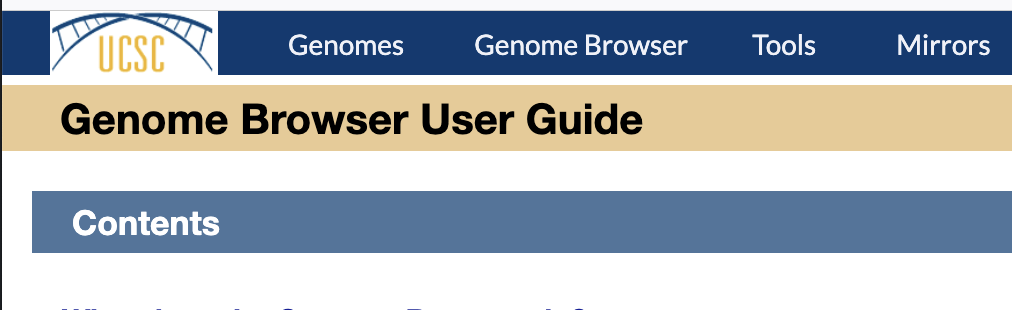 UCSC Genomes Genome Browser Tools Mirrors
Genome Browser User Guide
Contents